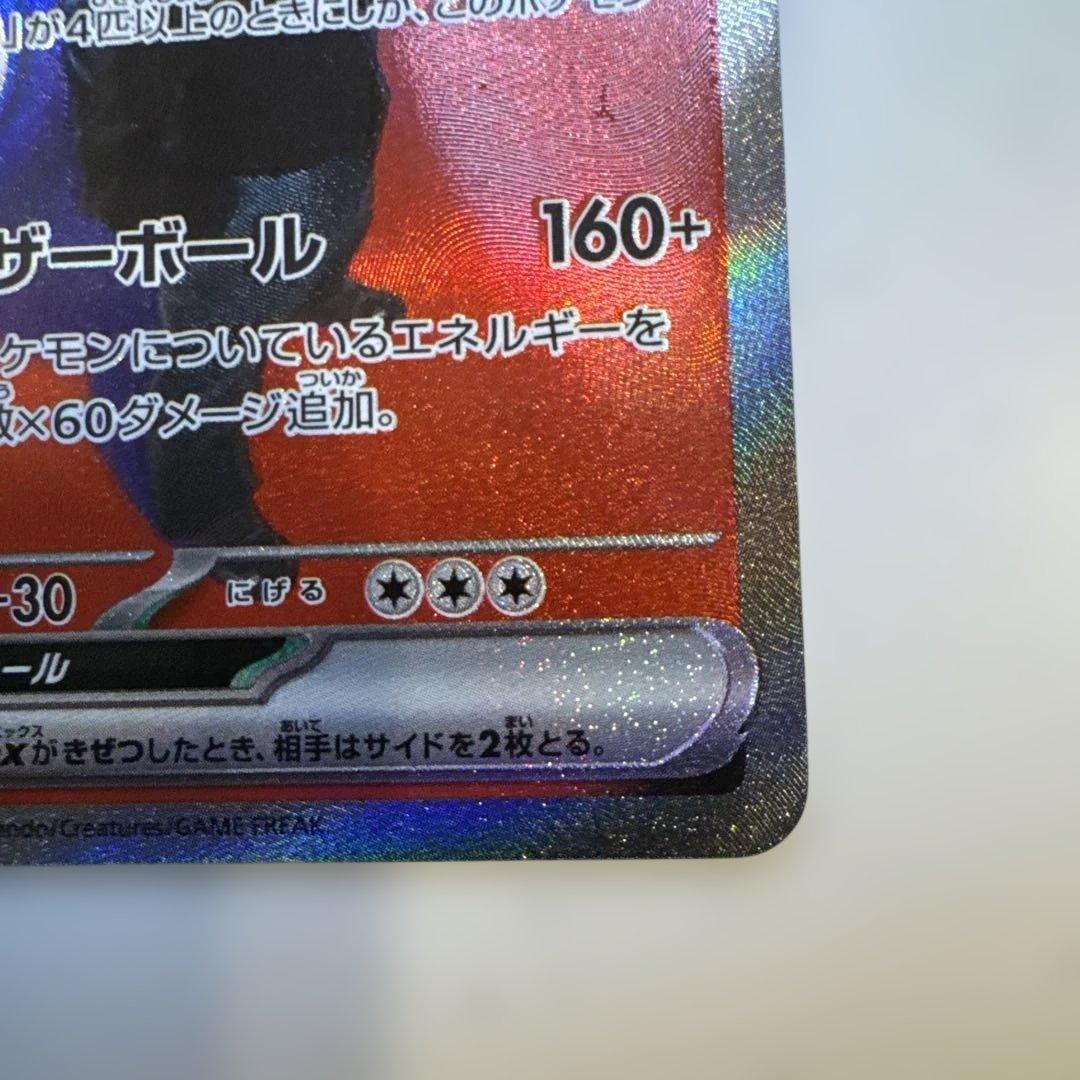 」が4匹以上のときにしか、このポケモン
ザーボール 160+
ケモンについているエネルギーを
ついか
数×60ダメージ追加。
-30 にげる
ール
ックス あいて まい
xがきぜつしたとき、相手はサイドを2枚とる。
endo/Creatures/GAME FREAK